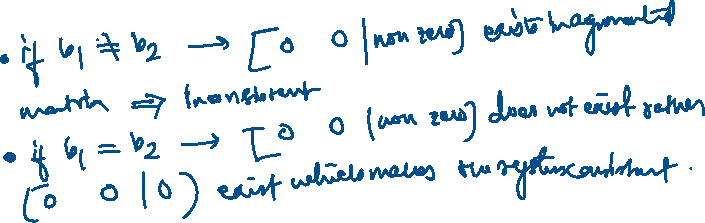 • if b₁ ≠ b₂ → [0 0 | non zero] exists in augmented
matrix ⇒ Inconsistent
• if b₁ = b₂ → [0 0 | non zero] does not exist rather
[0 0 | 0) exist which makes the system consistent.